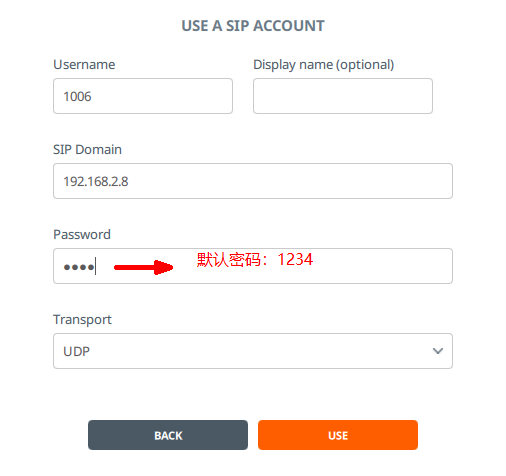 USE A SIP ACCOUNT
Username
Display name (optional)
1006
SIP Domain
192.168.2.8
Password
••••
默认密码：1234
Transport
UDP
BACK
USE